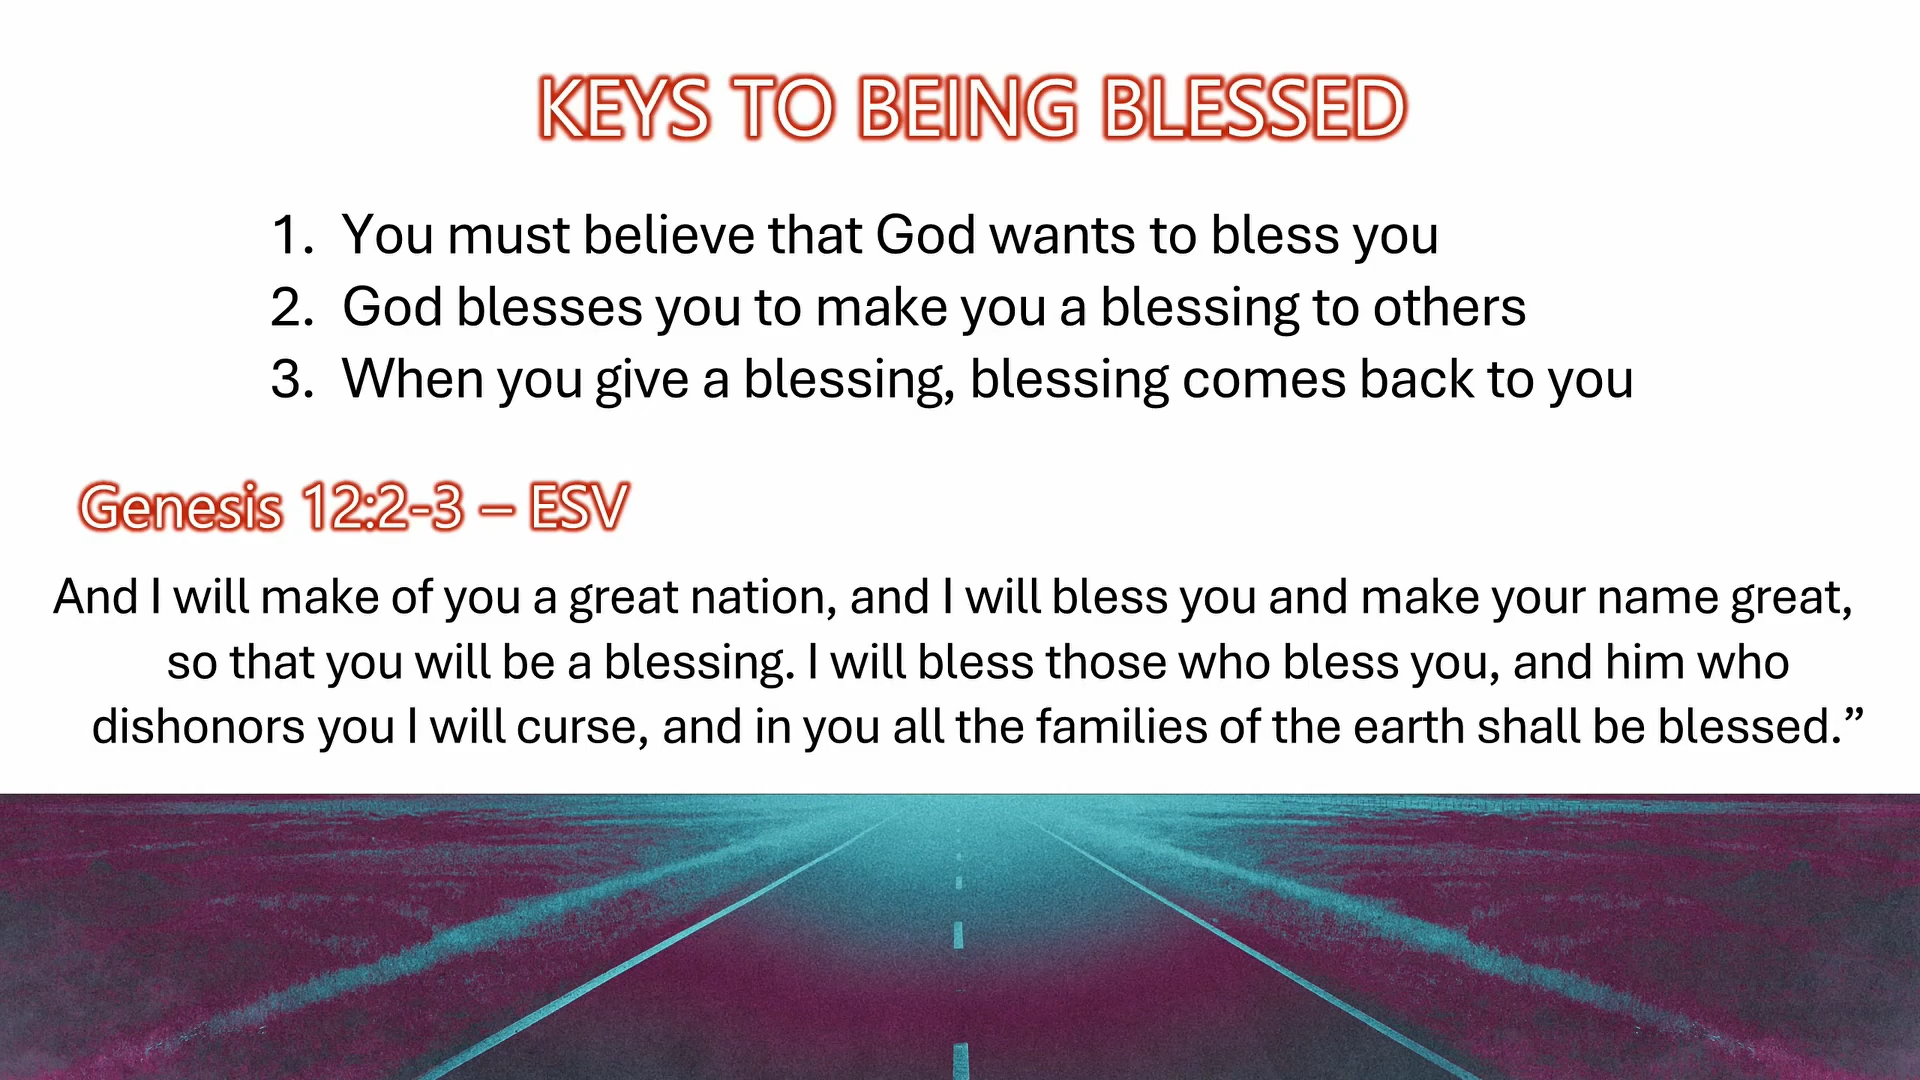 KEYS TO BEING BLESSED
1. You must believe that God wants to bless you
2. God blesses you to make you a blessing to others
3. When you give a blessing, blessing comes back to you
Genesis 12:2-3 – ESV
And I will make of you a great nation, and I will bless you and make your name great,
so that you will be a blessing. I will bless those who bless you, and him who
dishonors you I will curse, and in you all the families of the earth shall be blessed.”